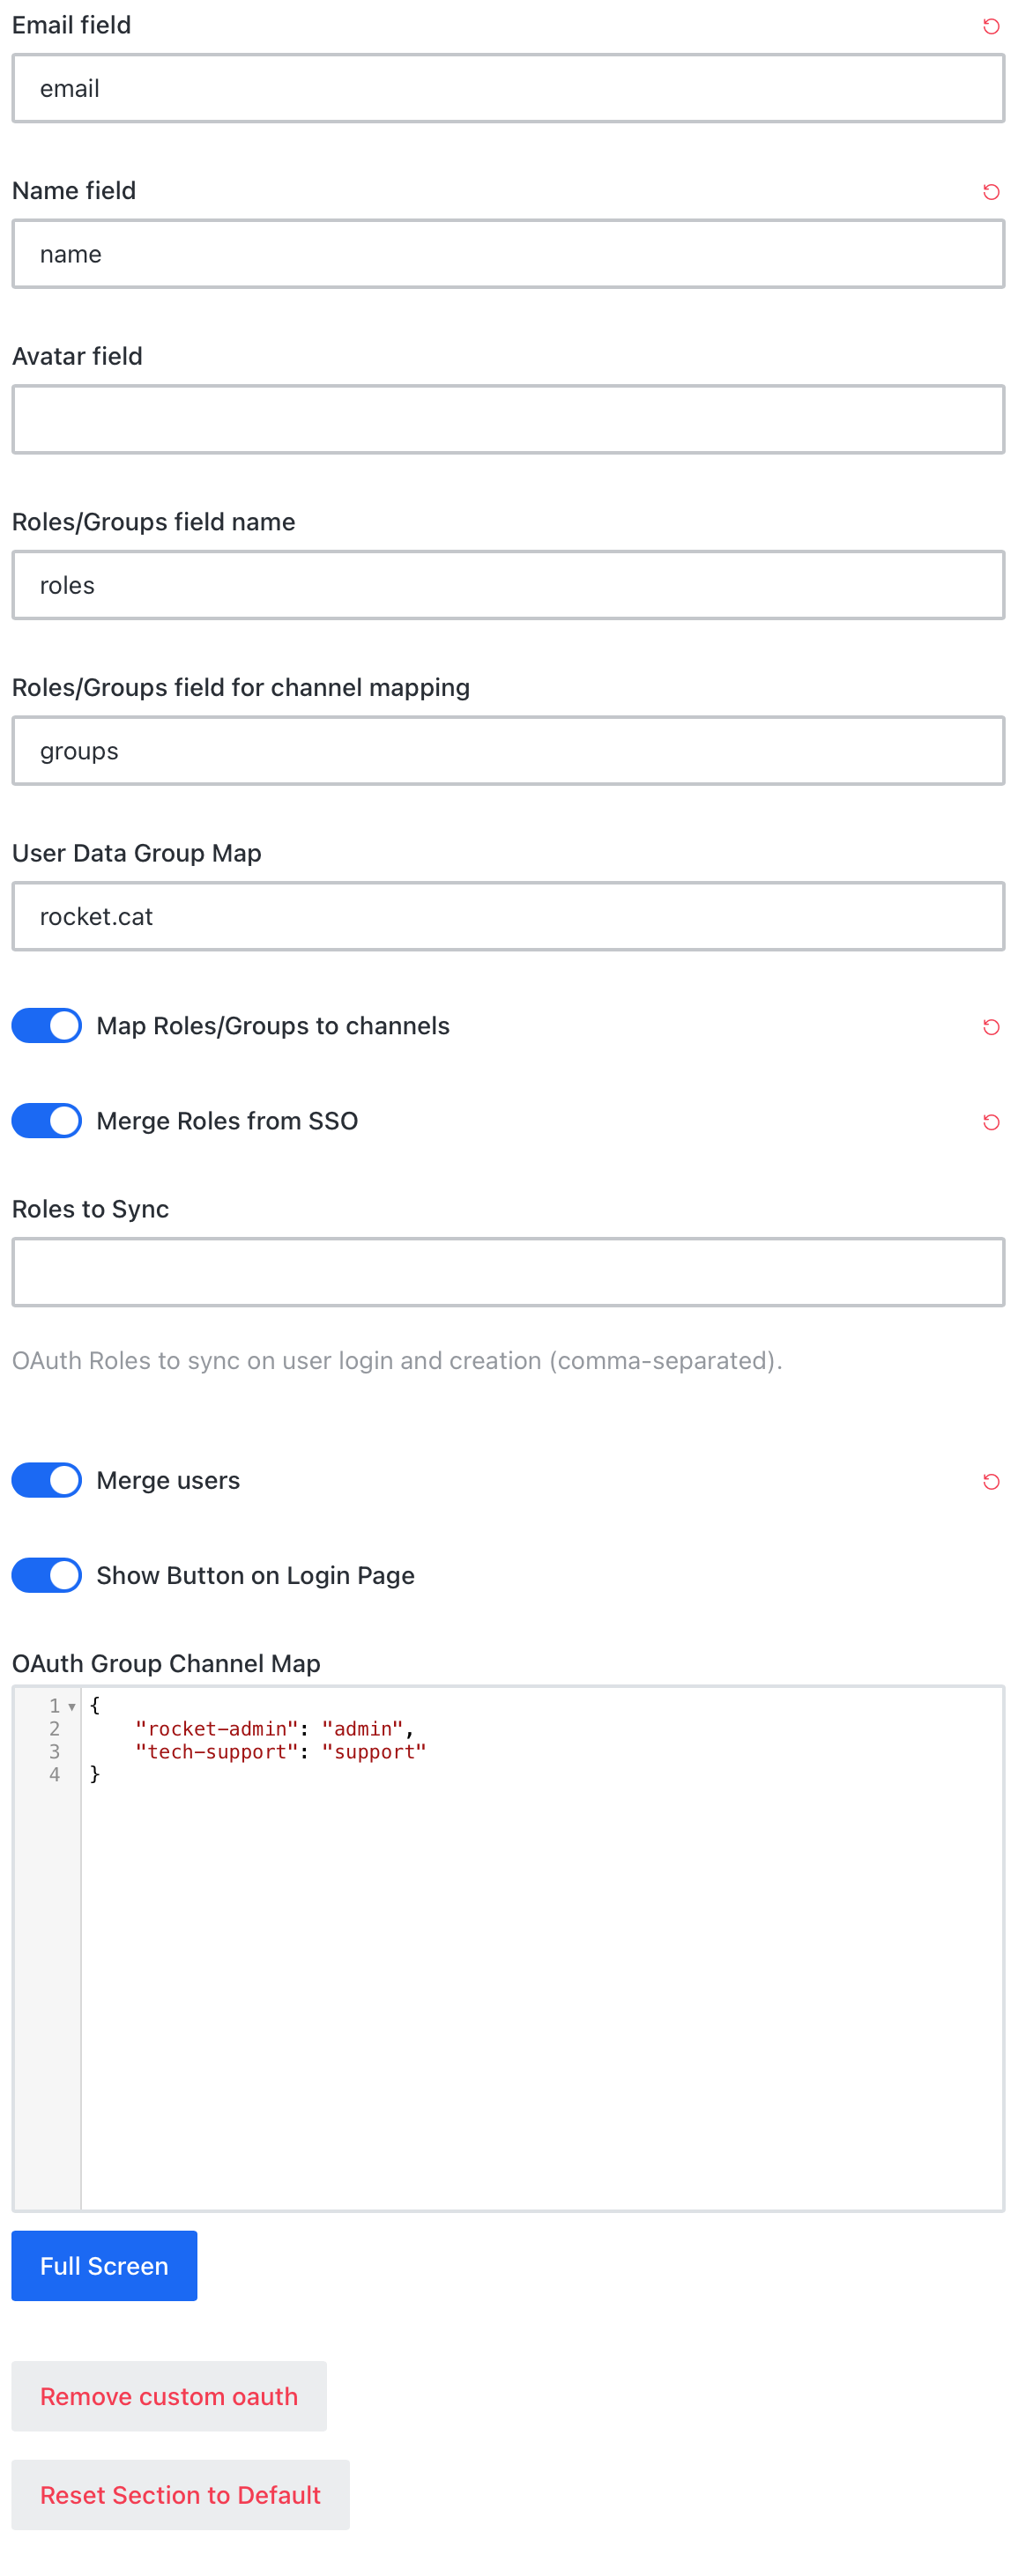 Email field
email
Name field
name
Avatar field
Roles/Groups field name
roles
Roles/Groups field for channel mapping
groups
User Data Group Map
rocket.cat
Map Roles/Groups to channels
Merge Roles from SSO
Roles to Sync
OAuth Roles to sync on user login and creation (comma-separated).
Merge users
Show Button on Login Page
OAuth Group Channel Map
1 {
2 "rocket-admin": "admin",
3 "tech-support": "support"
4 }
Full Screen
Remove custom oauth
Reset Section to Default